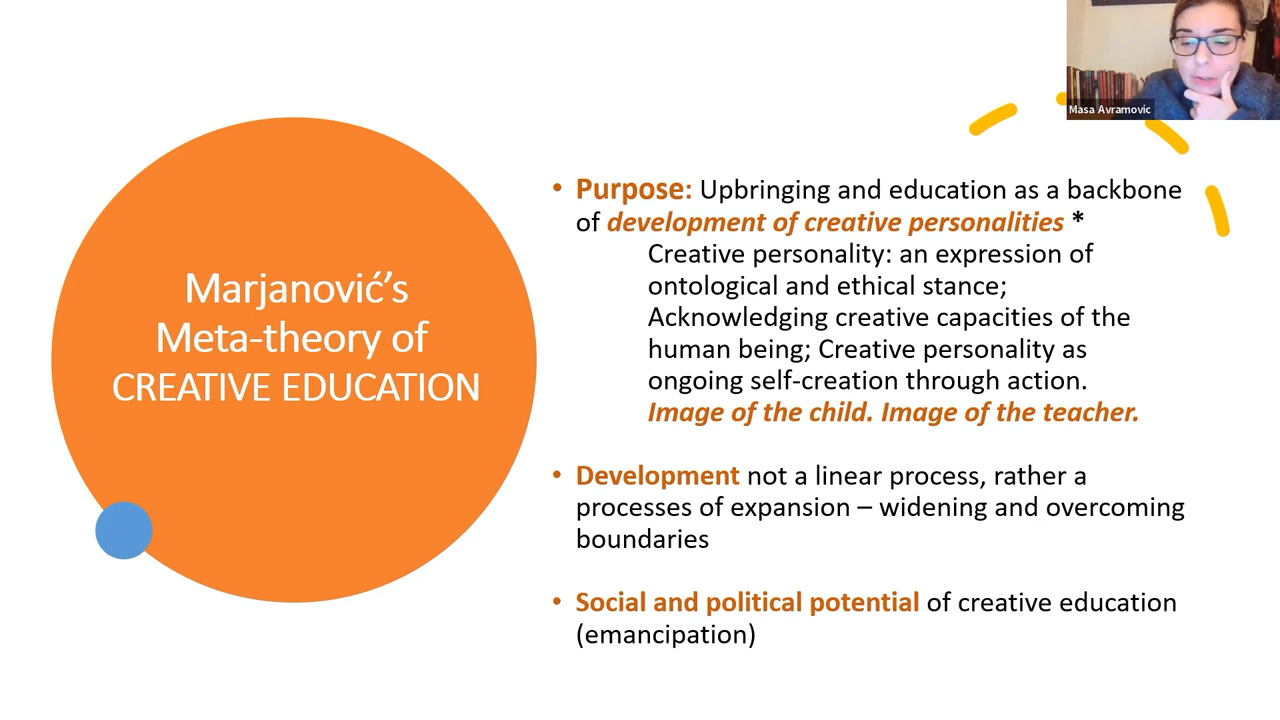 Masa Avramovic
Marjanović’s
Meta-theory of
CREATIVE EDUCATION
• Purpose: Upbringing and education as a backbone
of development of creative personalities *
Creative personality: an expression of
ontological and ethical stance;
Acknowledging creative capacities of the
human being; Creative personality as
ongoing self-creation through action.
Image of the child. Image of the teacher.
• Development not a linear process, rather a
processes of expansion – widening and overcoming
boundaries
• Social and political potential of creative education
(emancipation)